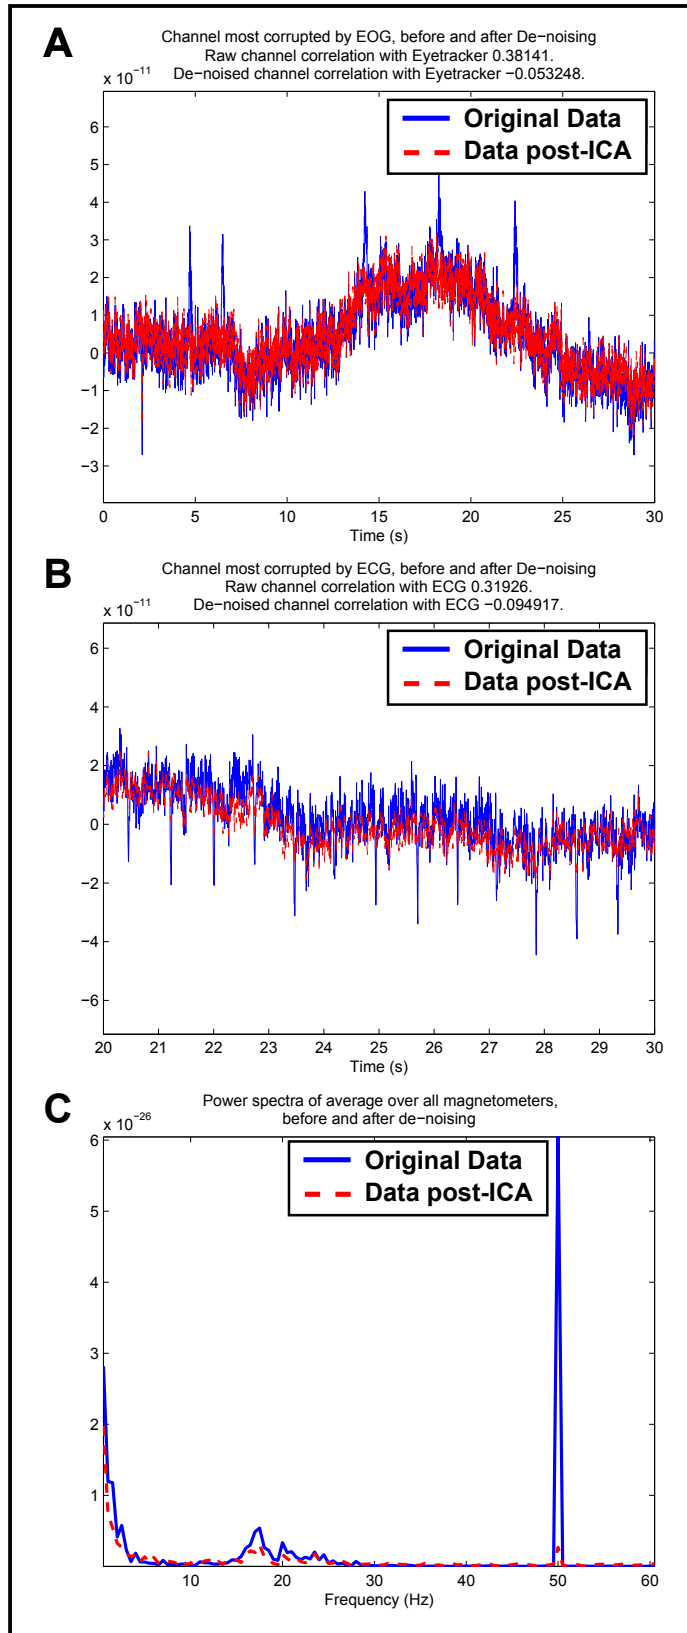 A
Channel most corrupted by EOG, before and after De−noising
Raw channel correlation with Eyetracker 0.38141.
De−noised channel correlation with Eyetracker −0.053248.
x 10−11
Original Data
Data post-ICA
6
5
4
3
2
1
0
−1
−2
−3
0 5 10 15 20 25 30
Time (s)
B
Channel most corrupted by ECG, before and after De−noising
Raw channel correlation with ECG 0.31926.
De−noised channel correlation with ECG −0.094917.
x 10−11
Original Data
Data post-ICA
6
4
2
0
−2
−4
−6
20 21 22 23 24 25 26 27 28 29 30
Time (s)
C
Power spectra of average over all magnetometers,
before and after de−noising
x 10−26
Original Data
Data post-ICA
6
5
4
3
2
1
10 20 30 40 50 60
Frequency (Hz)